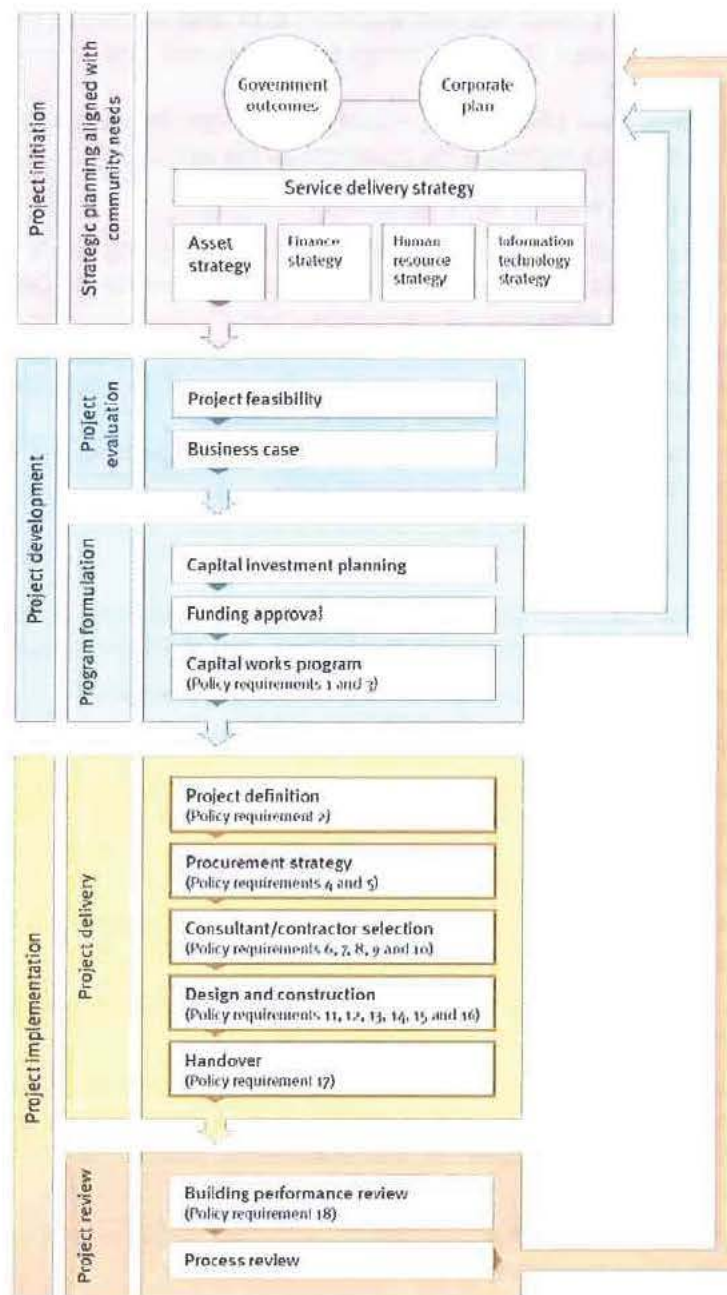 Project initiation
Strategic planning aligned with
community needs
Government
outcomes
Corporate
plan
Service delivery strategy
Asset
strategy
Finance
strategy
Human
resource
strategy
Information
technology
strategy
Project development
Project
evaluation
Project feasibility
Business case
Program formulation
Capital investment planning
Funding approval
Capital works program
(Policy requirements 1 and 3)
Project implementation
Project delivery
Project definition
(Policy requirement 2)
Procurement strategy
(Policy requirements 4 and 5)
Consultant/contractor selection
(Policy requirements 6, 7, 8, 9 and 10)
Design and construction
(Policy requirements 11, 12, 13, 14, 15 and 16)
Handover
(Policy requirement 17)
Project review
Building performance review
(Policy requirement 18)
Process review